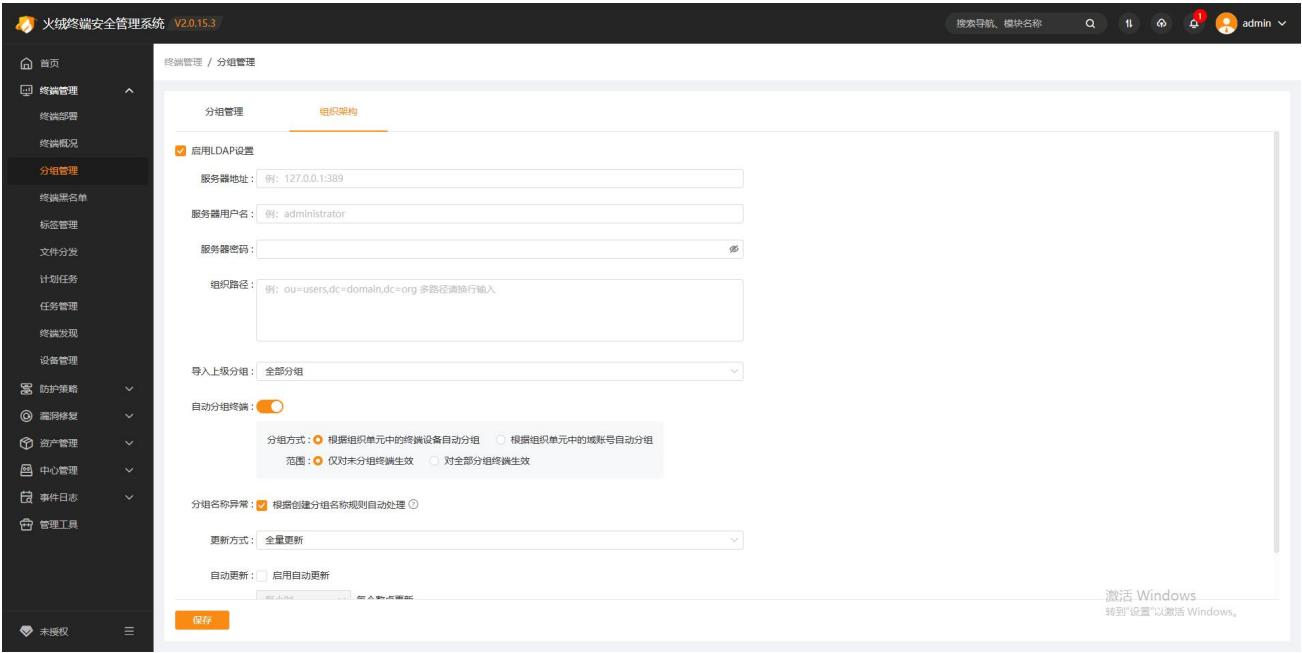 火绒终端安全管理系统 V2.0.15.3
搜索导航、模块名称
1
admin
首页
终端管理
终端部署
终端概况
分组管理
终端黑名单
标签管理
文件分发
计划任务
任务管理
终端发现
设备管理
防护策略
漏洞修复
资产管理
中心管理
事件日志
管理工具
未授权
终端管理 / 分组管理
分组管理 组织架构
启用LDAP设置
服务器地址: 例: 127.0.0.1:389
服务器用户名: 例: administrator
服务器密码:
组织路径: 例: ou=users,dc=domain,dc=org 多路径请换行输入
导入上级分组: 全部分组
自动分组终端:
分组方式: 根据组织单元中的终端设备自动分组 根据组织单元中的域账号自动分组
范围: 仅对未分组终端生效 对全部分组终端生效
分组名称异常: 根据创建分组名称规则自动处理
更新方式: 全量更新
自动更新: 启用自动更新
保存
激活 Windows
转到"设置"以激活 Windows。